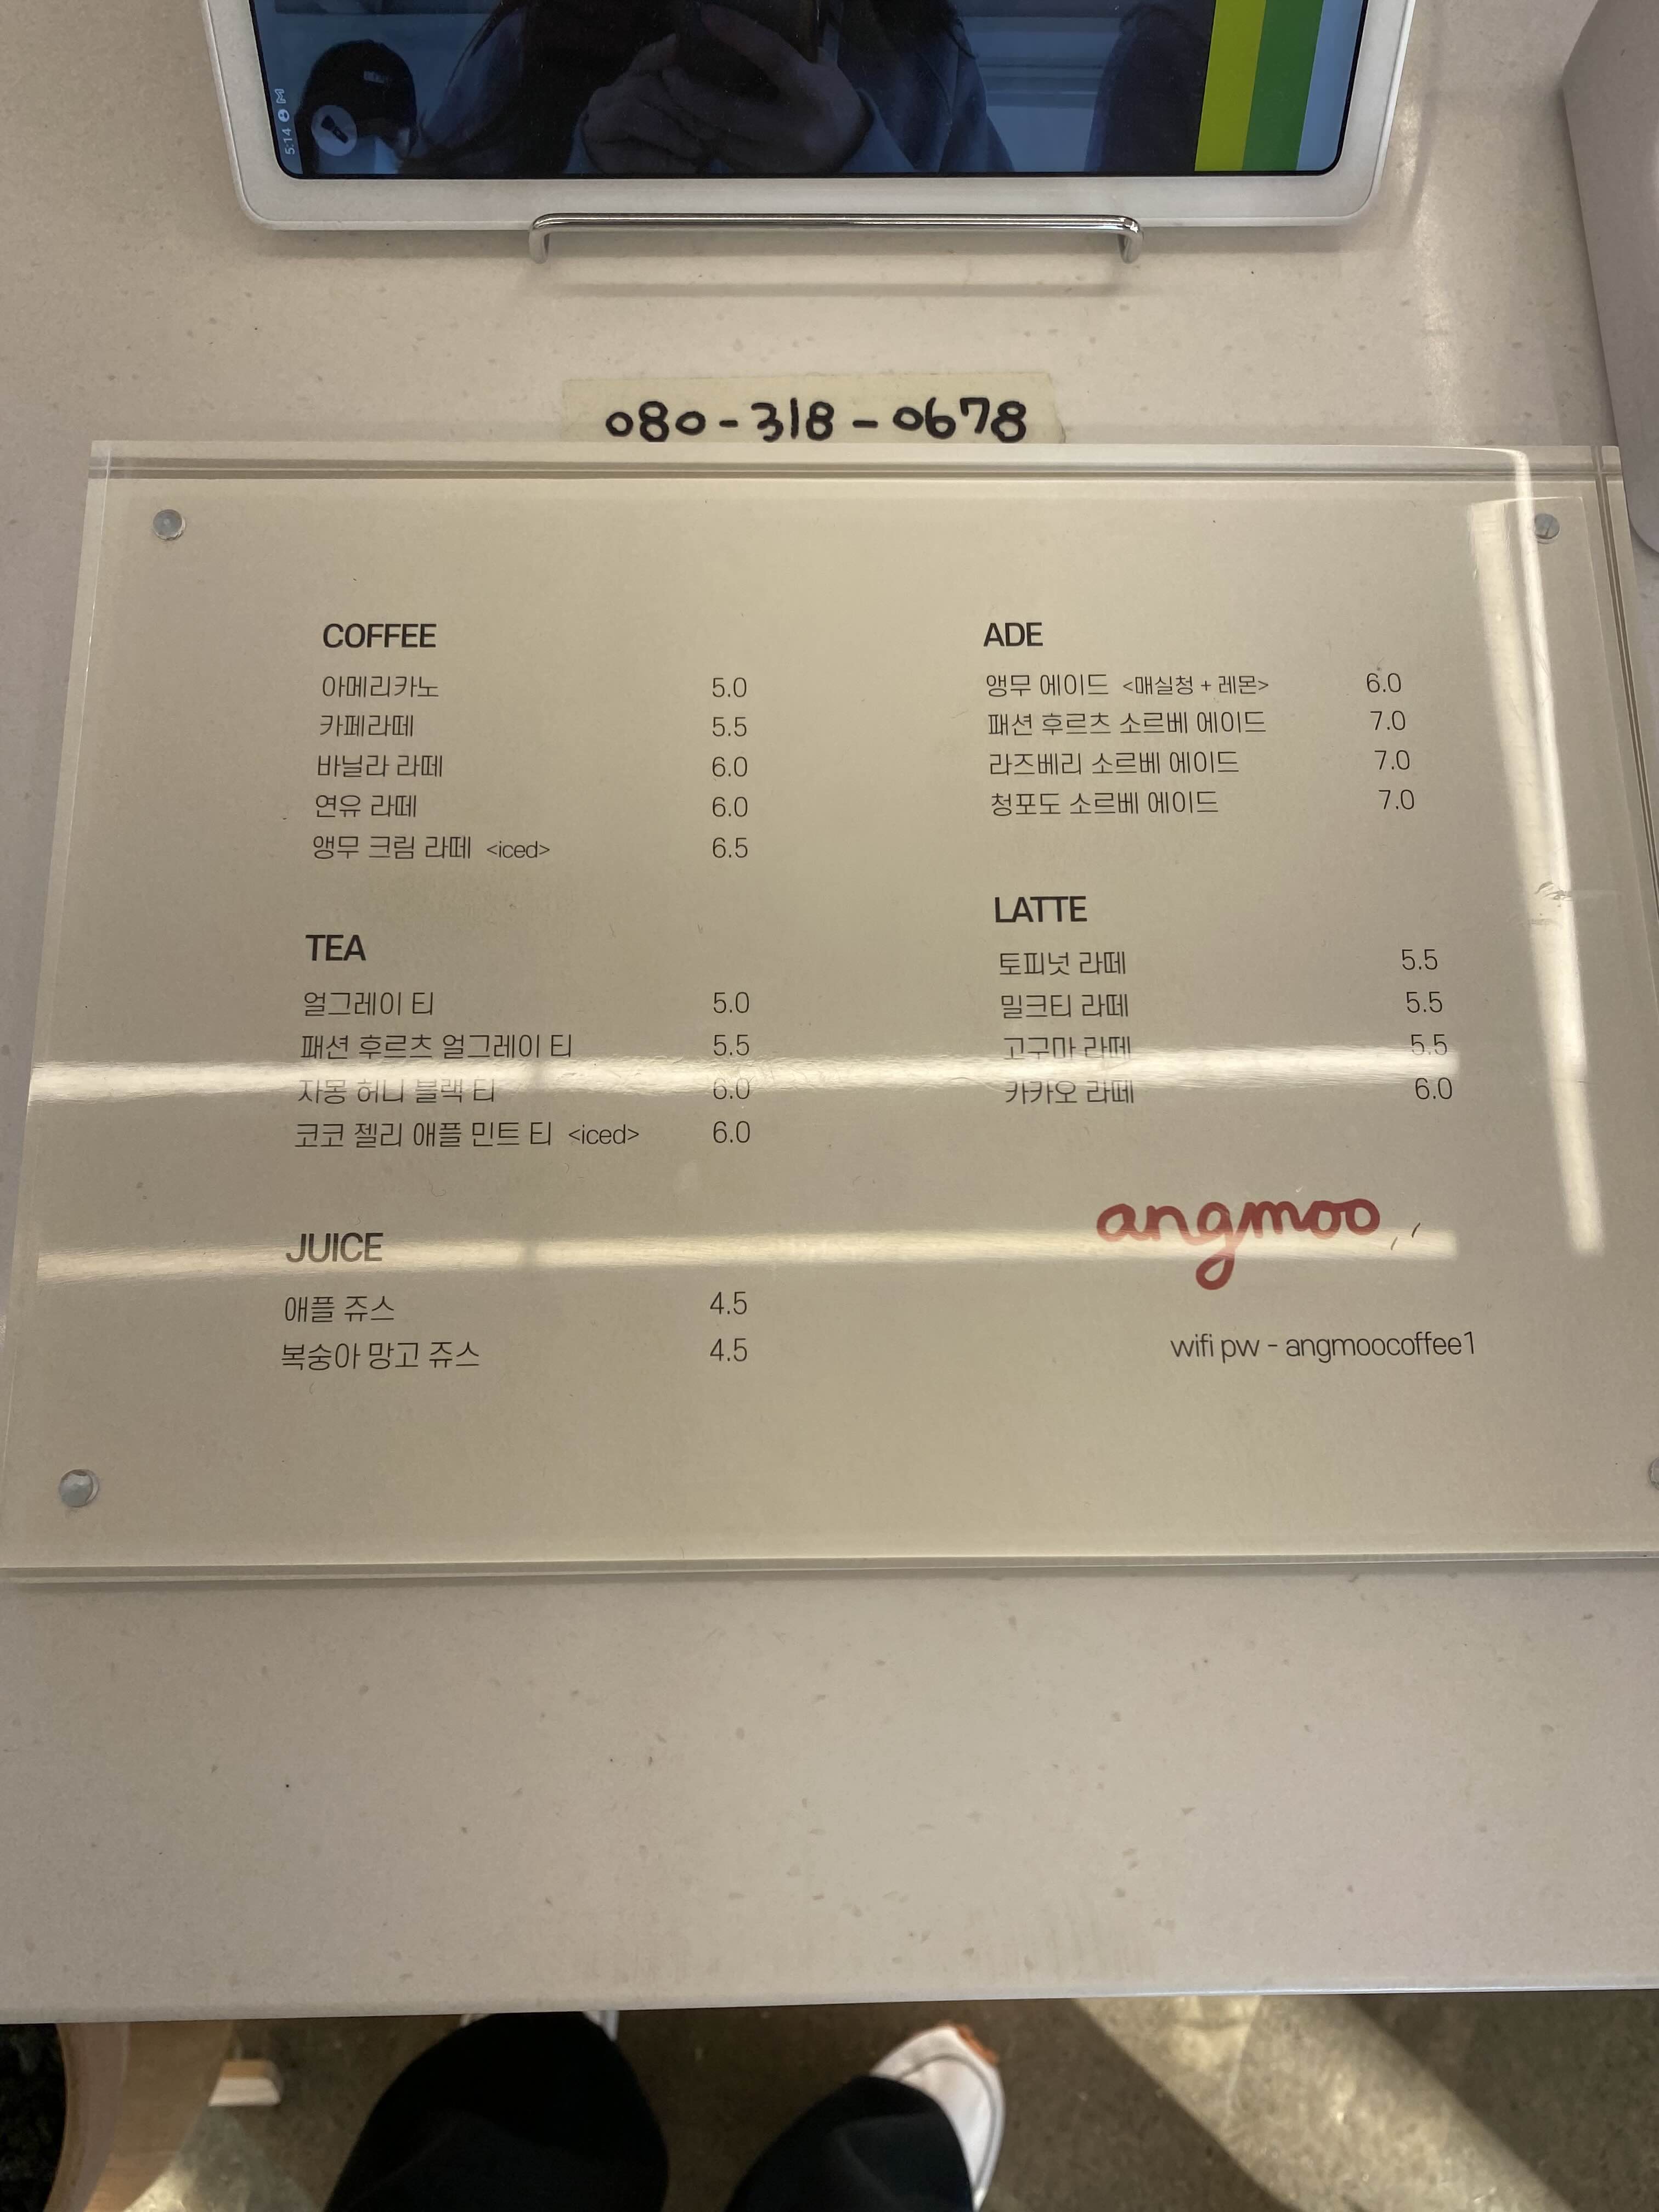 5:14
080-318-0678
COFFEE
아메리카노 5.0
카페라떼 5.5
바닐라 라떼 6.0
연유 라떼 6.0
앵무 크림 라떼 <iced> 6.5
TEA
얼그레이 티 5.0
패션 후르츠 얼그레이 티 5.5
자몽 허니 블랙 티 6.0
코코 젤리 애플 민트 티 <iced> 6.0
JUICE
애플 쥬스 4.5
복숭아 망고 쥬스 4.5
ADE
앵무 에이드 <매실청 + 레몬> 6.0
패션 후르츠 소르베 에이드 7.0
라즈베리 소르베 에이드 7.0
청포도 소르베 에이드 7.0
LATTE
토피넛 라떼 5.5
밀크티 라떼 5.5
고구마 라떼 5.5
카카오 라떼 6.0
angmoo,,
wifi pw - angmoocoffee1